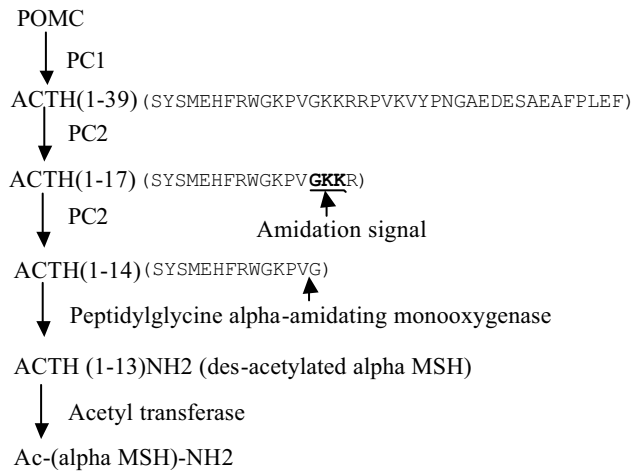 POMC
PC1
ACTH(1-39) (SYSMEHFRWGKPVGKKRRPVKVYPNGAEDESAEAFPLEF)
PC2
ACTH(1-17) (SYSMEHFRWGKPVGKKR)
PC2
Amidation signal
ACTH(1-14) (SYSMEHFRWGKPVG)
Peptidylglycine alpha-amidating monooxygenase
ACTH (1-13)NH2 (des-acetylated alpha MSH)
Acetyl transferase
Ac-(alpha MSH)-NH2